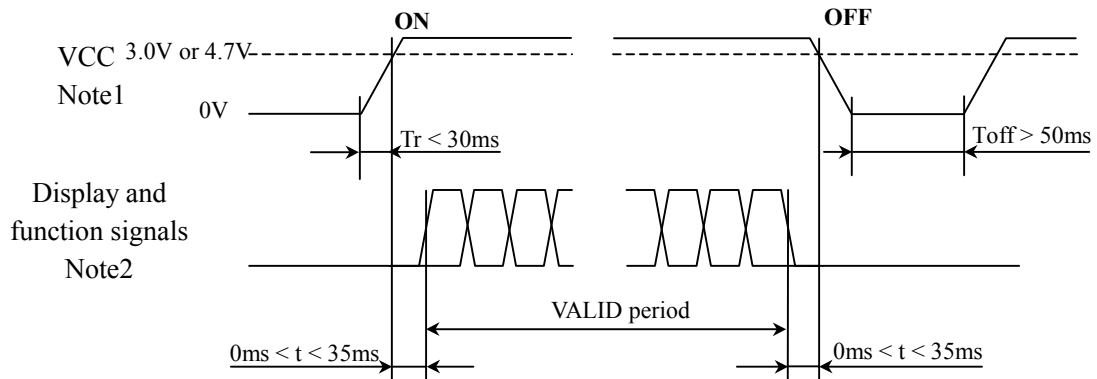 ON
OFF
VCC
Note1
3.0V or 4.7V
0V
Tr < 30ms
Toff > 50ms
Display and
function signals
Note2
VALID period
0ms < t < 35ms
0ms < t < 35ms